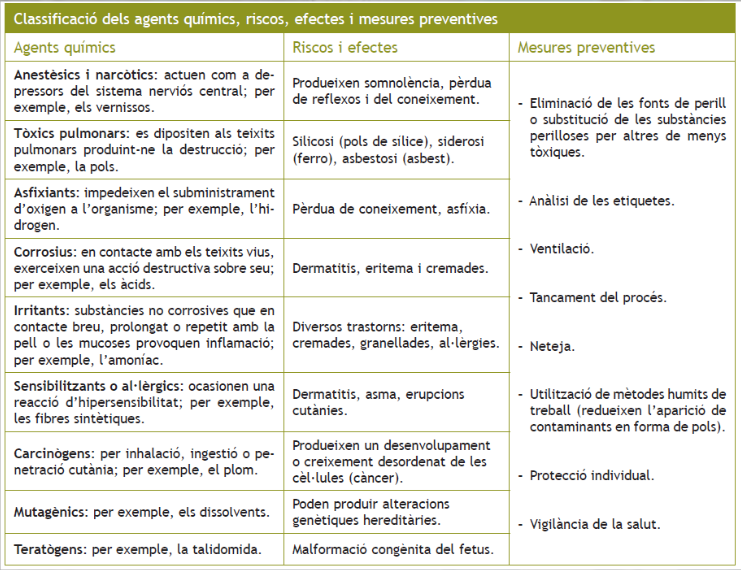 Classificació dels agents químics, riscos, efectes i mesures preventives
Agents químics
Riscos i efectes
Mesures preventives
Anestèsics i narcòtics: actuen com a de-
pressors del sistema nerviós central; per
exemple, els vernissos.
Produeixen somnolència, pèrdua
de reflexos i del coneixement.
Tòxics pulmonars: es dipositen als teixits
pulmonars produint-ne la destrucció; per
exemple, la pols.
Silicosi (pols de sílice), siderosi
(ferro), asbestosi (asbest).
Asfixiants: impedeixen el subministrament
d’oxigen a l’organisme; per exemple, l’hi-
drogen.
Pèrdua de coneixement, asfíxia.
Corrosius: en contacte amb els teixits vius,
exerceixen una acció destructiva sobre seu;
per exemple, els àcids.
Dermatitis, eritema i cremades.
Irritants: substàncies no corrosives que en
contacte breu, prolongat o repetit amb la
pell o les mucoses provoquen inflamació;
per exemple, l’amoníac.
Diversos trastorns: eritema,
cremades, granellades, al·lèrgies.
Sensibilitzants o al·lèrgics: ocasionen una
reacció d’hipersensibilitat; per exemple,
les fibres sintètiques.
Dermatitis, asma, erupcions
cutànies.
Carcinògens: per inhalació, ingestió o pe-
netració cutània; per exemple, el plom.
Produeixen un desenvolupament
o creixement desordenat de les
cèl·lules (càncer).
Mutagènics: per exemple, els dissolvents.
Poden produir alteracions
genètiques hereditàries.
Teratògens: per exemple, la talidomida.
Malformació congènita del fetus.
- Eliminació de les fonts de perill
o substitució de les substàncies
perilloses per altres de menys
tòxiques.
- Anàlisi de les etiquetes.
- Ventilació.
- Tancament del procés.
- Neteja.
- Utilització de mètodes humits de
treball (redueixen l’aparició de
contaminants en forma de pols).
- Protecció individual.
- Vigilància de la salut.